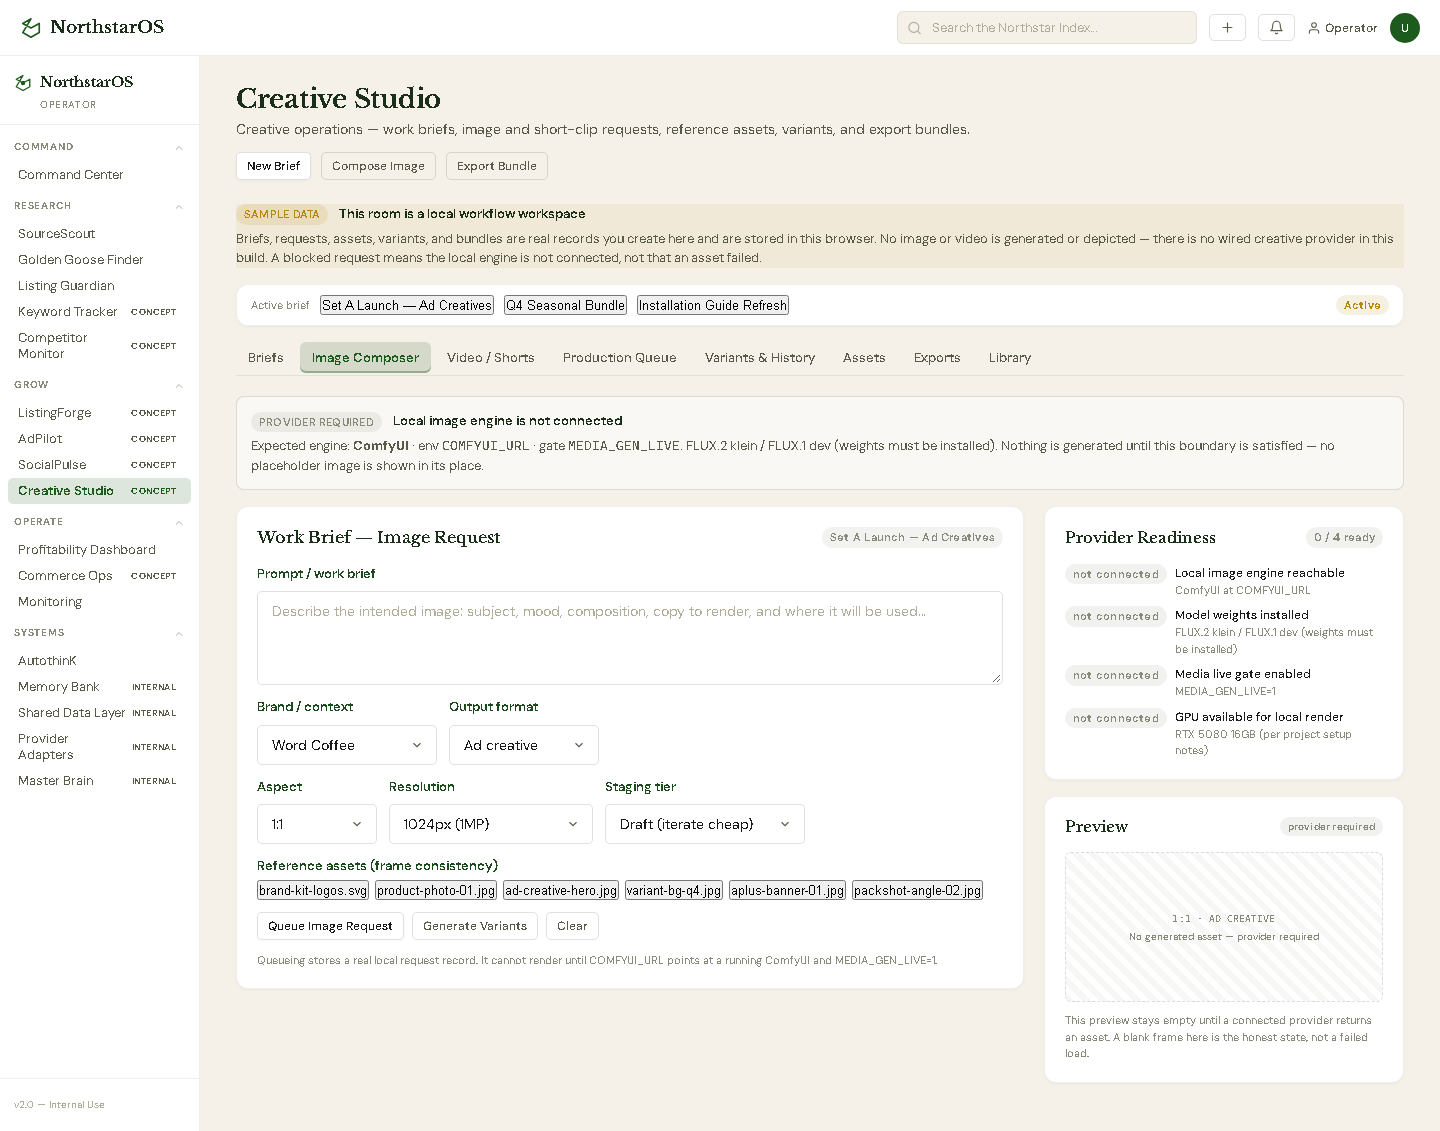 NorthstarOS
Search the Northstar Index...
Operator
U
NorthstarOS
OPERATOR
COMMAND
Command Center
RESEARCH
SourceScout
Golden Goose Finder
Listing Guardian
Keyword Tracker CONCEPT
Competitor
Monitor
CONCEPT
GROW
ListingForge CONCEPT
AdPilot CONCEPT
SocialPulse CONCEPT
Creative Studio CONCEPT
OPERATE
Profitability Dashboard
Commerce Ops CONCEPT
Monitoring
SYSTEMS
AutothinK
Memory Bank INTERNAL
Shared Data Layer INTERNAL
Provider
Adapters
INTERNAL
Master Brain INTERNAL
v2.0 — Internal Use
Creative Studio
Creative operations — work briefs, image and short-clip requests, reference assets, variants, and export bundles.
New Brief Compose Image Export Bundle
SAMPLE DATA This room is a local workflow workspace
Briefs, requests, assets, variants, and bundles are real records you create here and are stored in this browser. No image or video is generated or depicted — there is no wired creative provider in this
build. A blocked request means the local engine is not connected, not that an asset failed.
Active brief Set A Launch — Ad Creatives Q4 Seasonal Bundle Installation Guide Refresh Active
Briefs Image Composer Video / Shorts Production Queue Variants & History Assets Exports Library
PROVIDER REQUIRED Local image engine is not connected
Expected engine: ComfyUI · env COMFYUI_URL · gate MEDIA_GEN_LIVE. FLUX.2 klein / FLUX.1 dev (weights must be installed). Nothing is generated until this boundary is satisfied — no
placeholder image is shown in its place.
Work Brief — Image Request Set A Launch — Ad Creatives
Prompt / work brief
Describe the intended image: subject, mood, composition, copy to render, and where it will be used...
Brand / context Output format
Word Coffee Ad creative
Aspect Resolution Staging tier
1:1 1024px (1MP) Draft (iterate cheap)
Reference assets (frame consistency)
brand-kit-logos.svg product-photo-01.jpg ad-creative-hero.jpg variant-bg-q4.jpg aplus-banner-01.jpg packshot-angle-02.jpg
Queue Image Request Generate Variants Clear
Queueing stores a real local request record. It cannot render until COMFYUI_URL points at a running ComfyUI and MEDIA_GEN_LIVE=1.
Provider Readiness 0 / 4 ready
not connected Local image engine reachable
ComfyUI at COMFYUI_URL
not connected Model weights installed
FLUX.2 klein / FLUX.1 dev (weights must
be installed)
not connected Media live gate enabled
MEDIA_GEN_LIVE=1
not connected GPU available for local render
RTX 5080 16GB (per project setup
notes)
Preview provider required
1:1 · AD CREATIVE
No generated asset — provider required
This preview stays empty until a connected provider returns
an asset. A blank frame here is the honest state, not a failed
load.